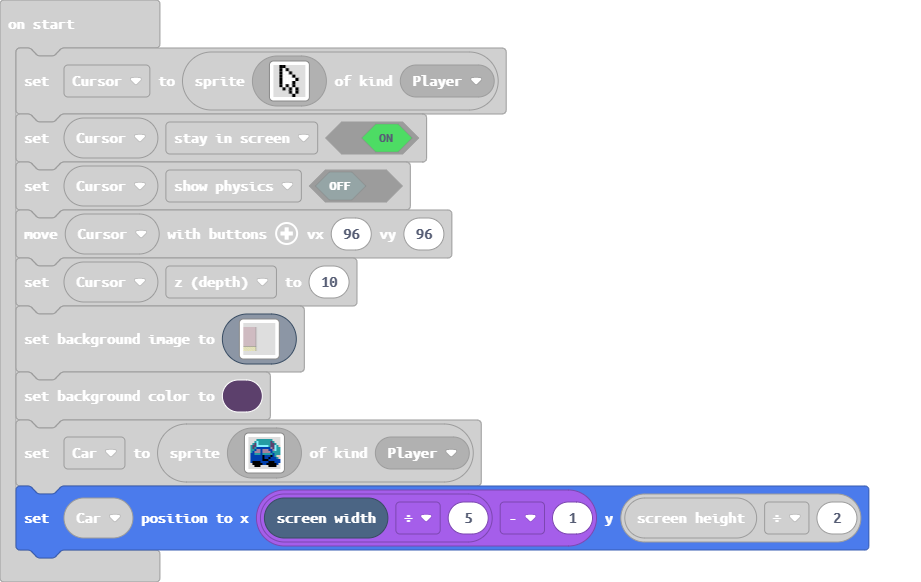 on start
set Cursor to sprite of kind Player
set Cursor stay in screen ON
set Cursor show physics OFF
move Cursor with buttons + vx 96 vy 96
set Cursor z (depth) to 10
set background image to
set background color to
set Car to sprite of kind Player
set Car position to x screen width ÷ 5 - 1 y screen height ÷ 2